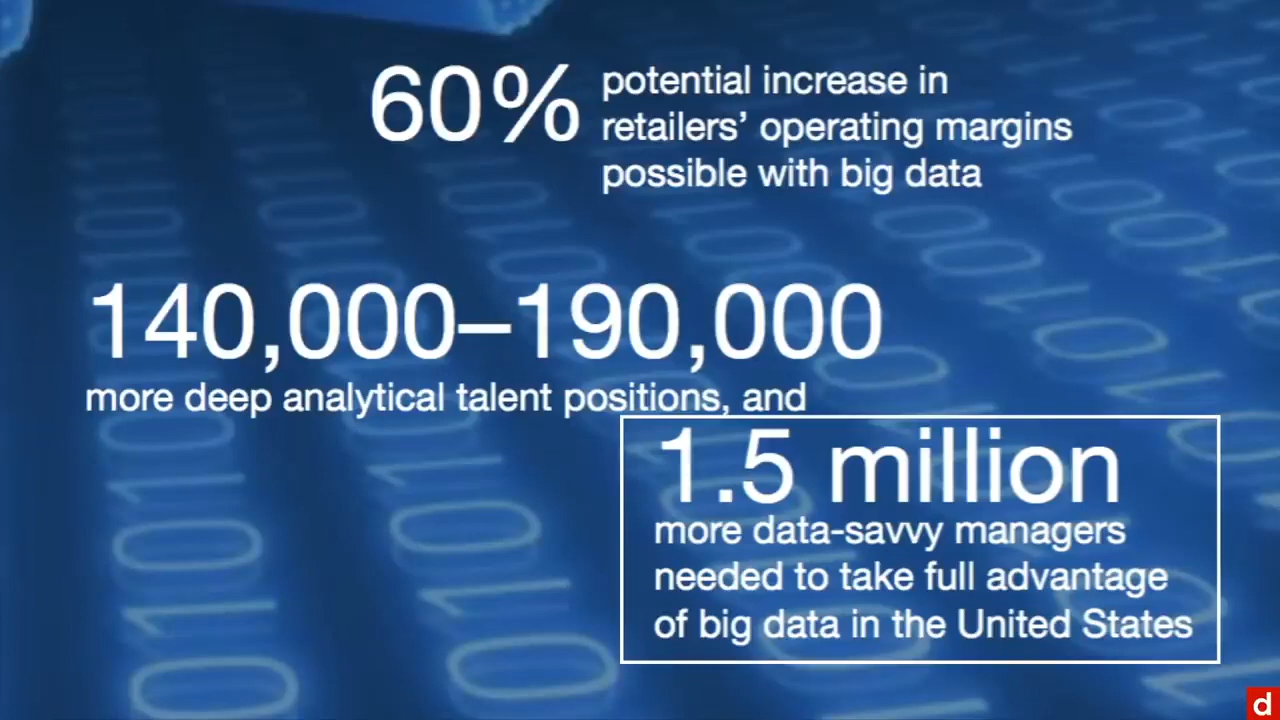 60% potential increase in
retailers’ operating margins
possible with big data
140,000–190,000
more deep analytical talent positions, and
1.5 million
more data-savvy managers
needed to take full advantage
of big data in the United States
d